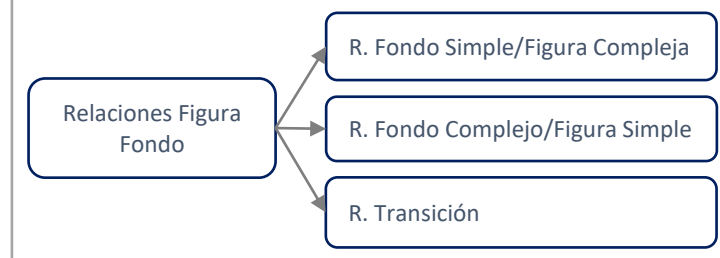 R. Fondo Simple/Figura Compleja
Relaciones Figura
Fondo
R. Fondo Complejo/Figura Simple
R. Transición